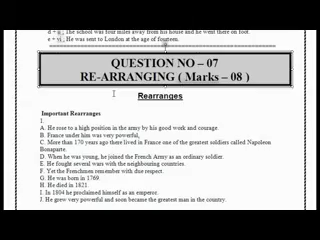 d + ii ; The school was four miles away from his house and he went there on foot.
e + vi ; He was sent to London at the age of fourteen.
QUESTION NO – 07
RE-ARRANGING ( Marks – 08 )
Rearranges
Important Rearranges
1.
A. He rose to a high position in the army by his good work and courage.
B. France under him was very powerful,
C. More than 170 years ago there lived in France one of the greatest soldiers called Napoleon
Bonaparte.
D. When he was young, he joined the French Army as an ordinary soldier.
E. He fought several wars with the neighbouring countries.
F. Yet the Frenchmen remember with due respect.
G. He was born in 1769
H. He died in 1821.
I. In 1804 he proclaimed himself as an emperor.
J. He grew very powerful and soon became the greatest man in the country.